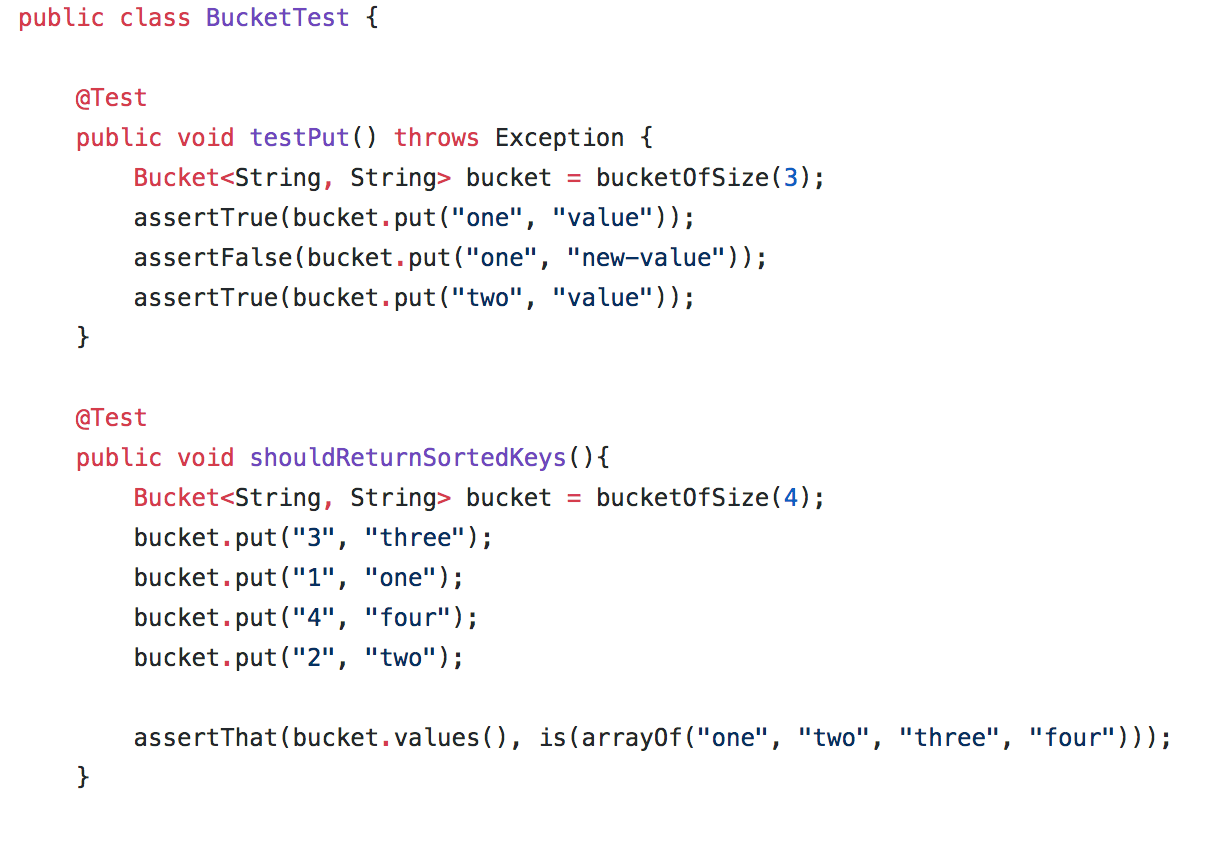 public class BucketTest {
@Test
public void testPut() throws Exception {
Bucket<String, String> bucket = bucketOfSize(3);
assertTrue(bucket.put("one", "value"));
assertFalse(bucket.put("one", "new-value"));
assertTrue(bucket.put("two", "value"));
}
@Test
public void shouldReturnSortedKeys(){
Bucket<String, String> bucket = bucketOfSize(4);
bucket.put("3", "three");
bucket.put("1", "one");
bucket.put("4", "four");
bucket.put("2", "two");
assertThat(bucket.values(), is(arrayOf("one", "two", "three", "four")));
}